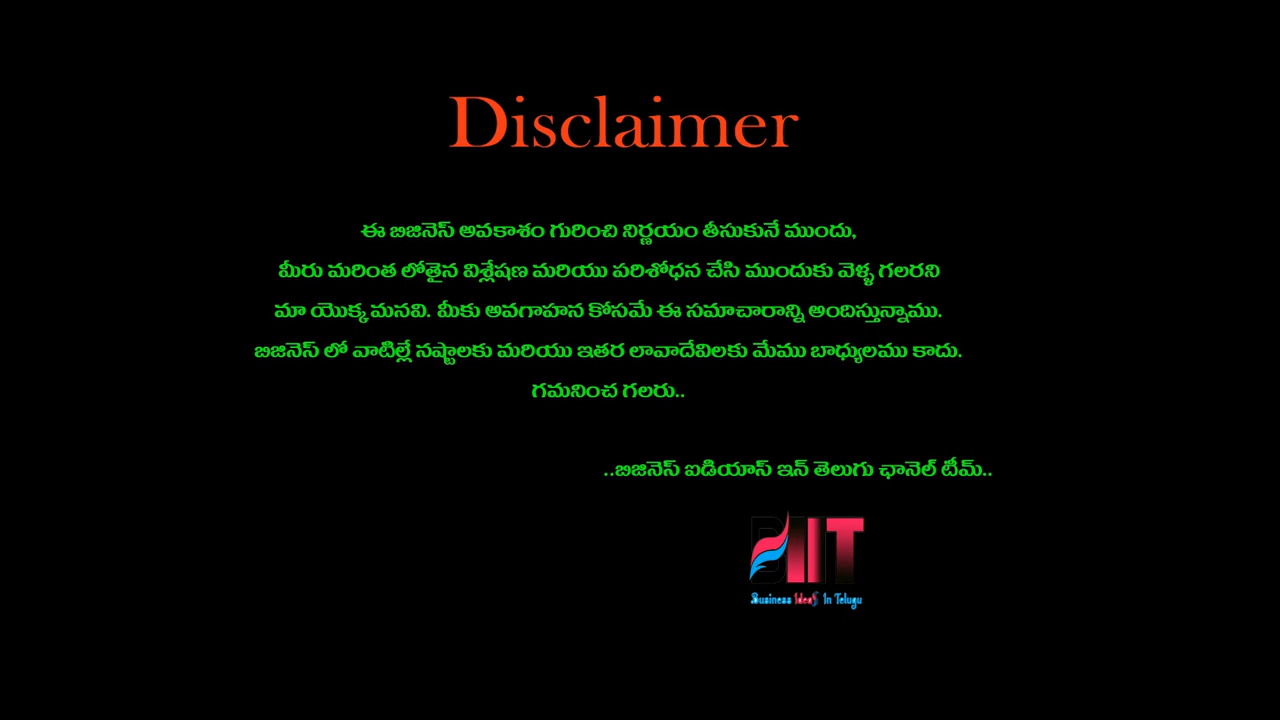 Disclaimer
ఈ బిజినెస్ అవకాశం గురించి నిర్ణయం తీసుకునే ముందు,
మీరు మరింత లోతైన విశ్లేషణ మరియు పరిశోధన చేసి ముందుకు వెళ్ళ గలరని
మా యొక్క మనవి. మీకు అవగాహన కోసమే ఈ సమాచారాన్ని అందిస్తున్నాము.
బిజినెస్ లో వాటిల్లే నష్టాలకు మరియు ఇతర లావాదేవిలకు మేము బాధ్యులము కాదు.
గమనించ గలరు..
..బిజినెస్ ఐడియాస్ ఇన్ తెలుగు ఛానెల్ టీమ్..
BIIT
Business IdeaS In Telugu